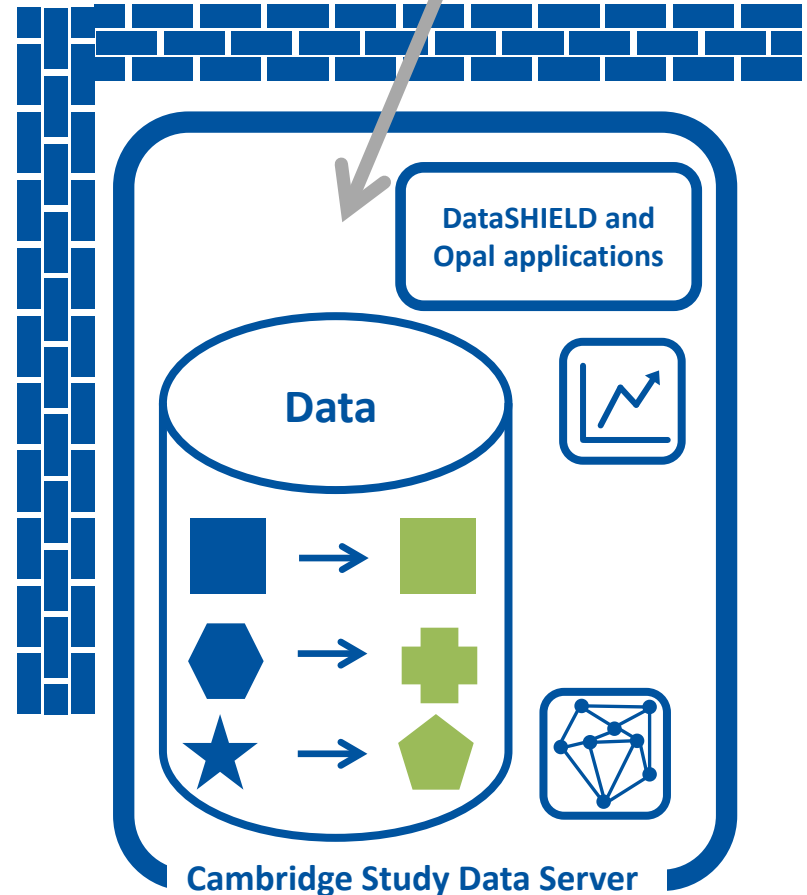 DataSHIELD and
Opal applications
Data
Cambridge Study Data Server